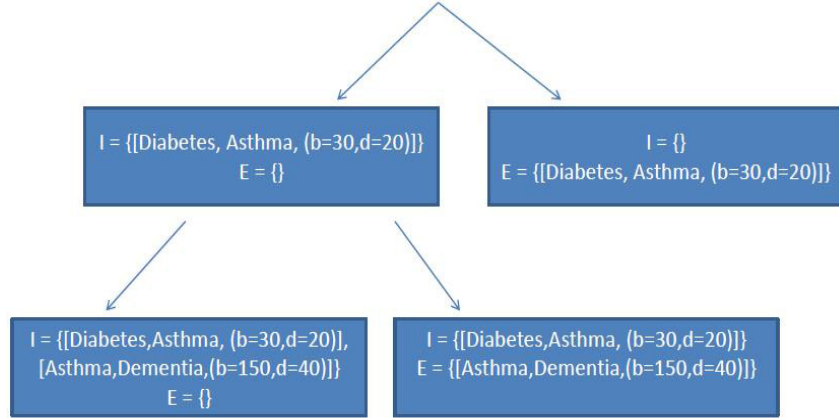 I = {[Diabetes, Asthma, (b=30,d=20)]}
E = {}
I = {}
E = {[Diabetes, Asthma, (b=30,d=20)]}
I = {[Diabetes,Asthma, (b=30,d=20)],
[Asthma,Dementia,(b=150,d=40)]}
E = {}
I = {[Diabetes,Asthma, (b=30,d=20)]}
E = {[Asthma,Dementia,(b=150,d=40)]}